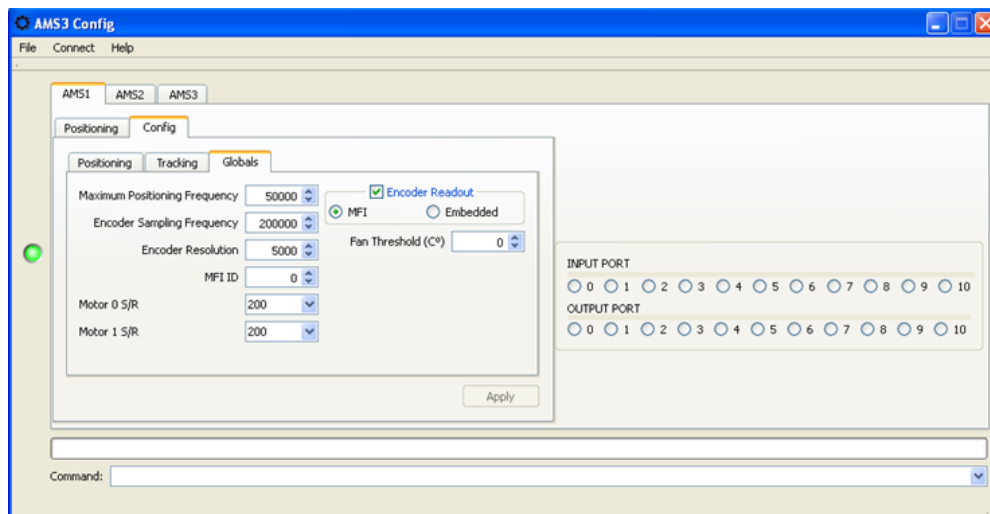 AMS3 Config
File Connect Help
AMS1 AMS2 AMS3
Positioning Config
Positioning Tracking Globals
Maximum Positioning Frequency 50000
Encoder Sampling Frequency 200000
Encoder Resolution 5000
MFI ID 0
Motor 0 S/R 200
Motor 1 S/R 200
Encoder Readout
MFI Embedded
Fan Threshold (Cº) 0
Apply
INPUT PORT
0 1 2 3 4 5 6 7 8 9 10
OUTPUT PORT
0 1 2 3 4 5 6 7 8 9 10
Command: